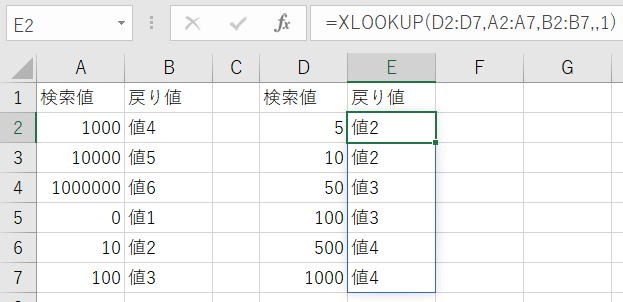 E2 =XLOOKUP(D2:D7,A2:A7,B2:B7,,1)
A B C D E F G
1 検索値 戻り値 検索値 戻り値
2 1000 値4 5 値2
3 10000 値5 10 値2
4 1000000 値6 50 値3
5 0 値1 100 値3
6 10 値2 500 値4
7 100 値3 1000 値4